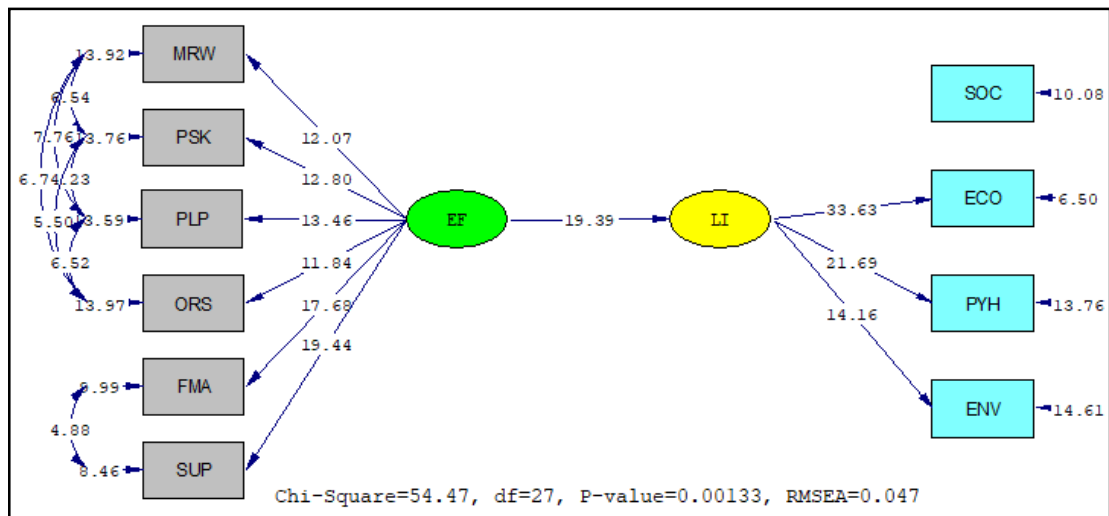 13.92 MRW
SOC 10.08
6.54
12.07
7.76 13.76 PSK
6.74.23
12.80
ECO 6.50
5.50 13.59 PLP
13.46
EF
19.39
LI
33.63
6.52
11.84
21.69
13.97 ORS
17.68
PYH 13.76
14.16
19.44
9.99 FMA
ENV 14.61
4.88
8.46 SUP
Chi-Square=54.47, df=27, P-value=0.00133, RMSEA=0.047